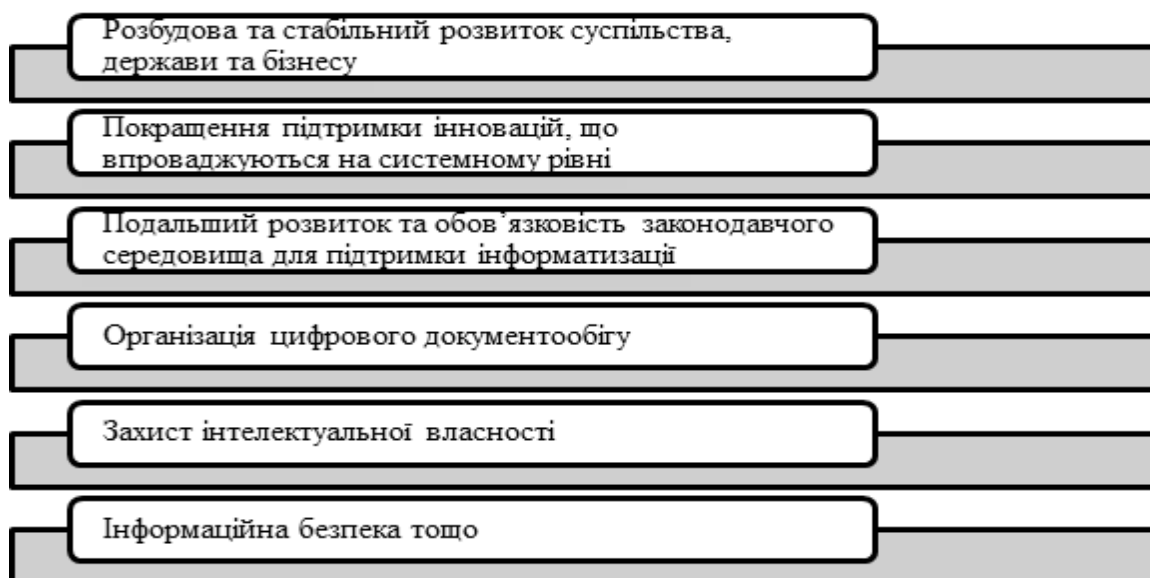 Розбудова та стабільний розвиток суспільства,
держави та бізнесу
Покращення підтримки інновацій, що
впроваджуються на системному рівні
Подальший розвиток та обов’язковість законодавчого
середовища для підтримки інформатизації
Організація цифрового документообігу
Захист інтелектуальної власності
Інформаційна безпека тощо